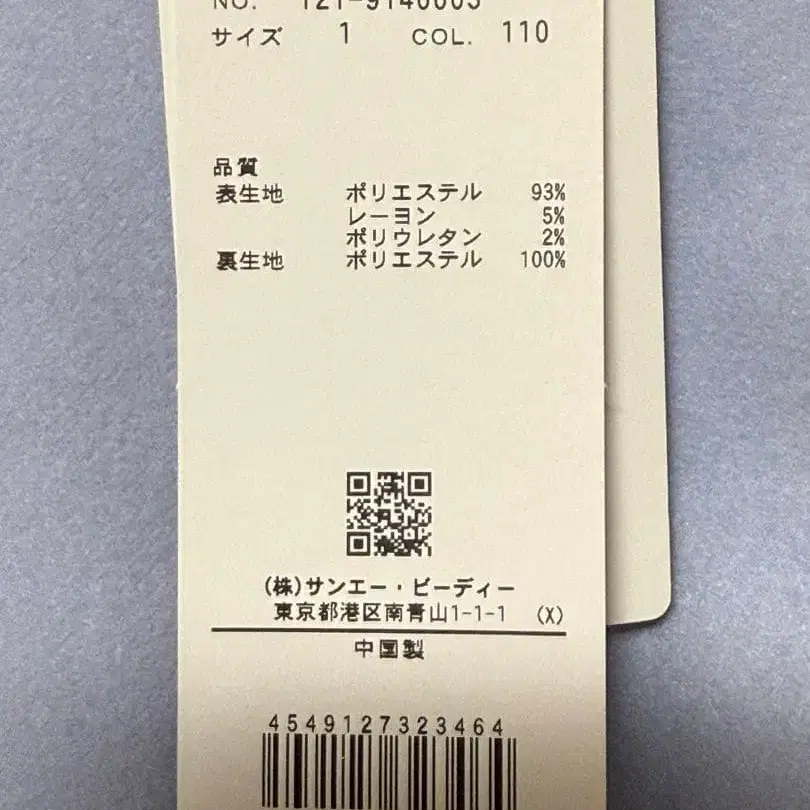 NO. 121-9140003
サイズ 1 COL. 110
品質
表生地 ポリエステル 93%
レーヨン 5%
ポリウレタン 2%
裏生地 ポリエステル 100%
(株)サンエー・ビーディー
東京都港区南青山1-1-1 (X)
中国製
4549127323464